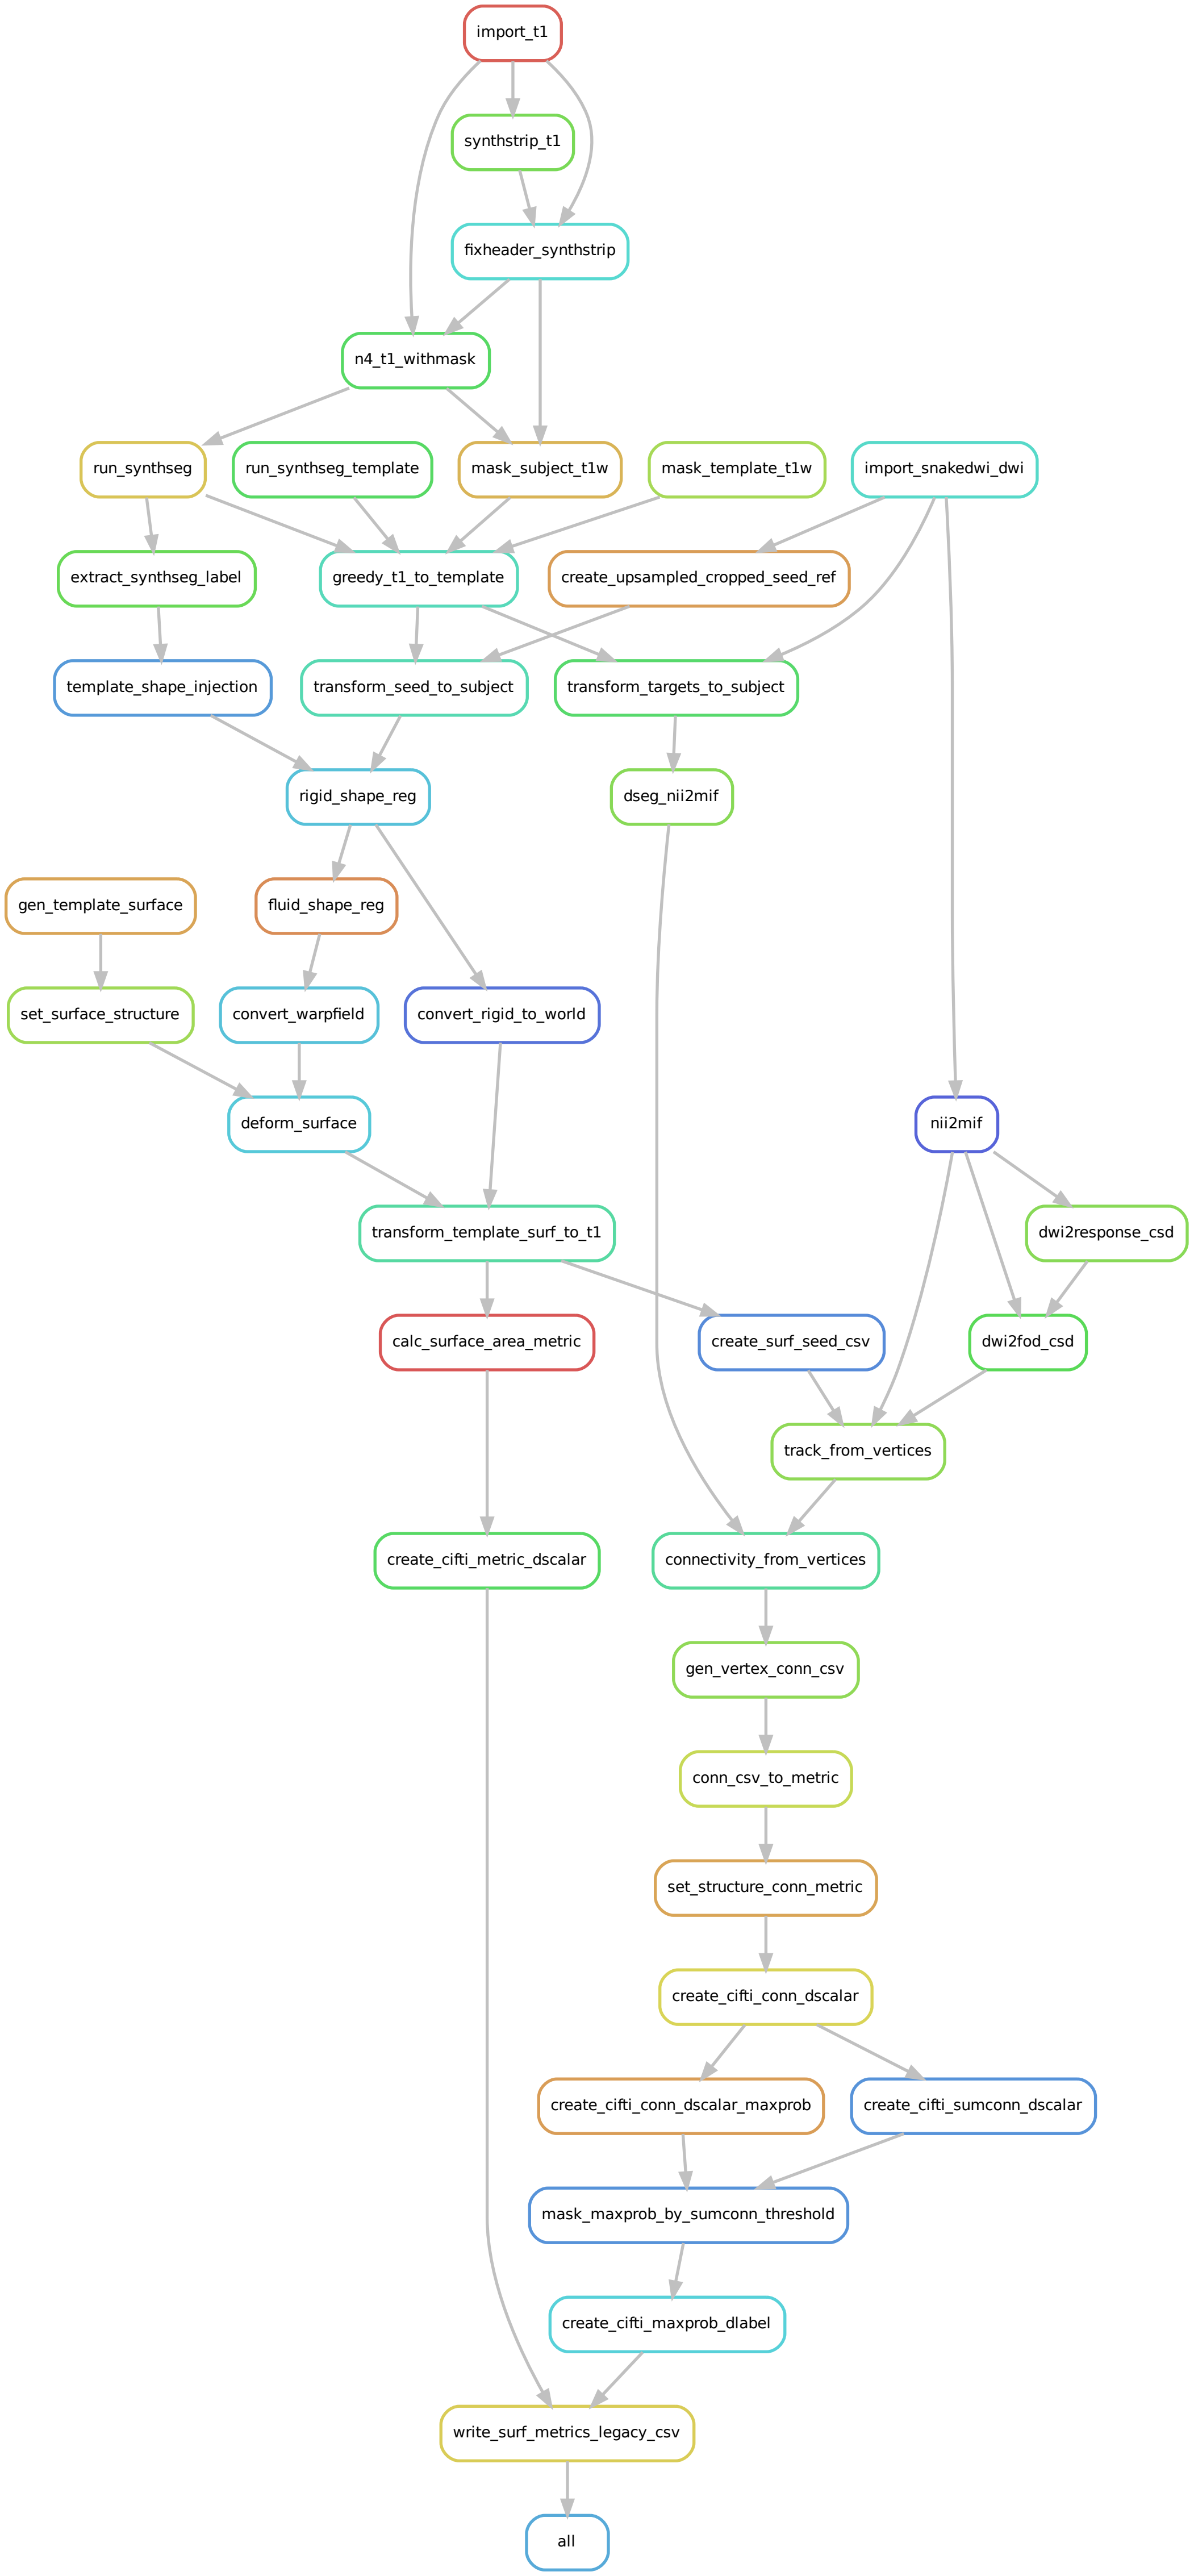 import_t1
synthstrip_t1
fixheader_synthstrip
n4_t1_withmask
run_synthseg
run_synthseg_template
mask_subject_t1w
mask_template_t1w
import_snakedwi_dwi
extract_synthseg_label
greedy_t1_to_template
create_upsampled_cropped_seed_ref
template_shape_injection
transform_seed_to_subject
transform_targets_to_subject
rigid_shape_reg
dseg_nii2mif
gen_template_surface
fluid_shape_reg
set_surface_structure
convert_warpfield
convert_rigid_to_world
deform_surface
nii2mif
transform_template_surf_to_t1
dwi2response_csd
calc_surface_area_metric
create_surf_seed_csv
dwi2fod_csd
track_from_vertices
create_cifti_metric_dscalar
connectivity_from_vertices
gen_vertex_conn_csv
conn_csv_to_metric
set_structure_conn_metric
create_cifti_conn_dscalar
create_cifti_conn_dscalar_maxprob
create_cifti_sumconn_dscalar
mask_maxprob_by_sumconn_threshold
create_cifti_maxprob_dlabel
write_surf_metrics_legacy_csv
all